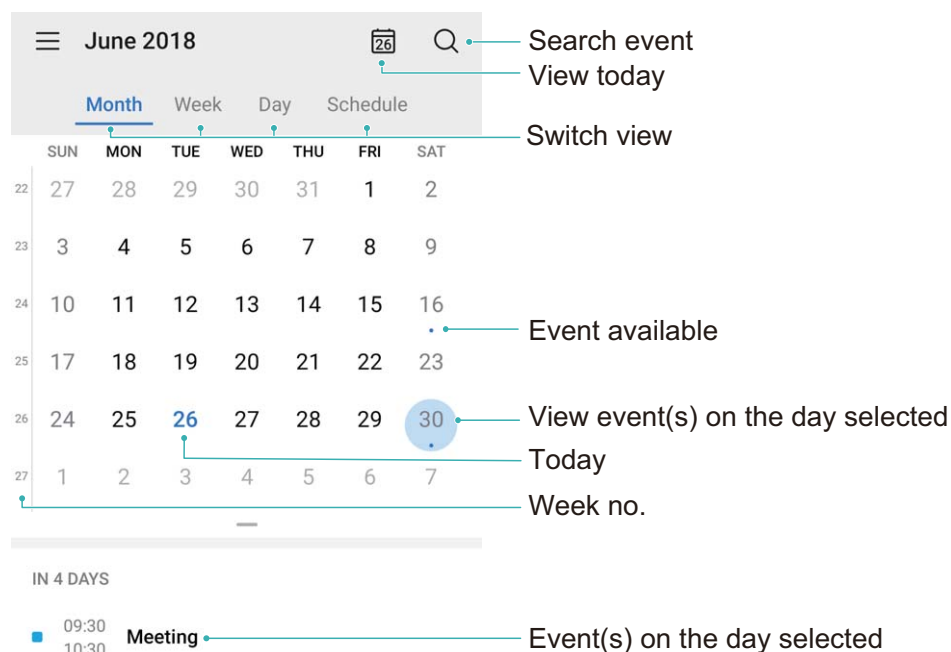 June 2018 26 Search event
View today
Month Week Day Schedule
Switch view
SUN MON TUE WED THU FRI SAT
22 27 28 29 30 31 1 2
23 3 4 5 6 7 8 9
24 10 11 12 13 14 15 16
Event available
25 17 18 19 20 21 22 23
26 24 25 26 27 28 29 30 View event(s) on the day selected
Today
27 1 2 3 4 5 6 7
Week no.
IN 4 DAYS
09:30
Meeting Event(s) on the day selected
10:30